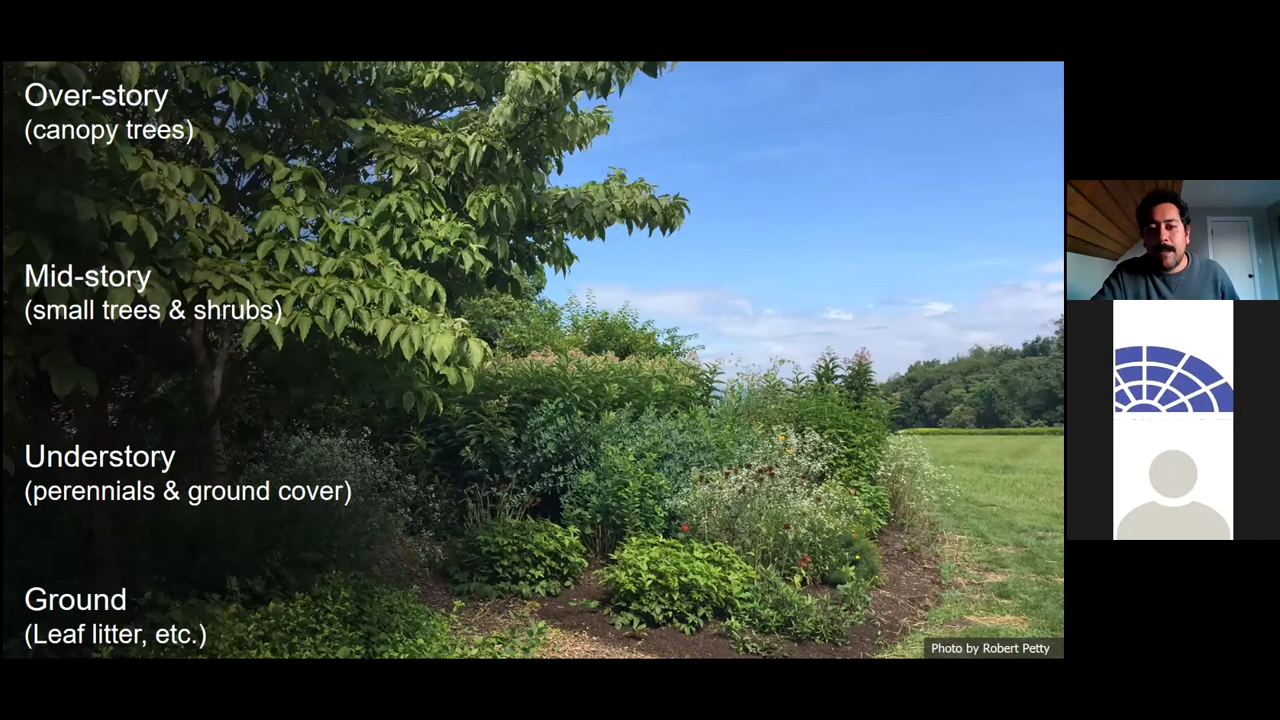 Over-story
(canopy trees)
Mid-story
(small trees & shrubs)
Understory
(perennials & ground cover)
Ground
(Leaf litter, etc.)
Photo by Robert Petty